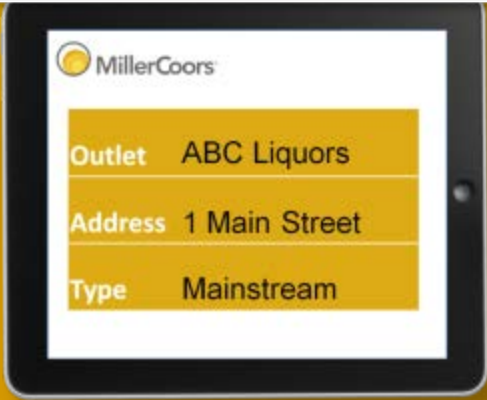 MillerCoors
Outlet ABC Liquors
Address 1 Main Street
Type Mainstream